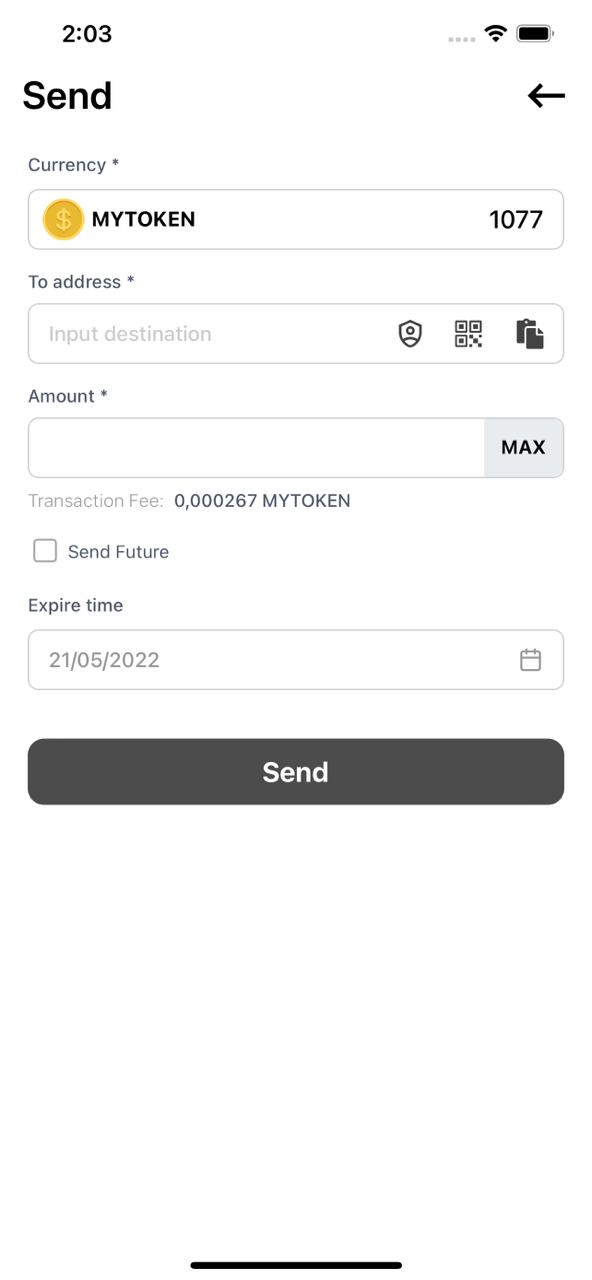 2:03
Send
Currency *
MYTOKEN 1077
To address *
Input destination
Amount *
MAX
Transaction Fee: 0,000267 MYTOKEN
Send Future
Expire time
21/05/2022
Send